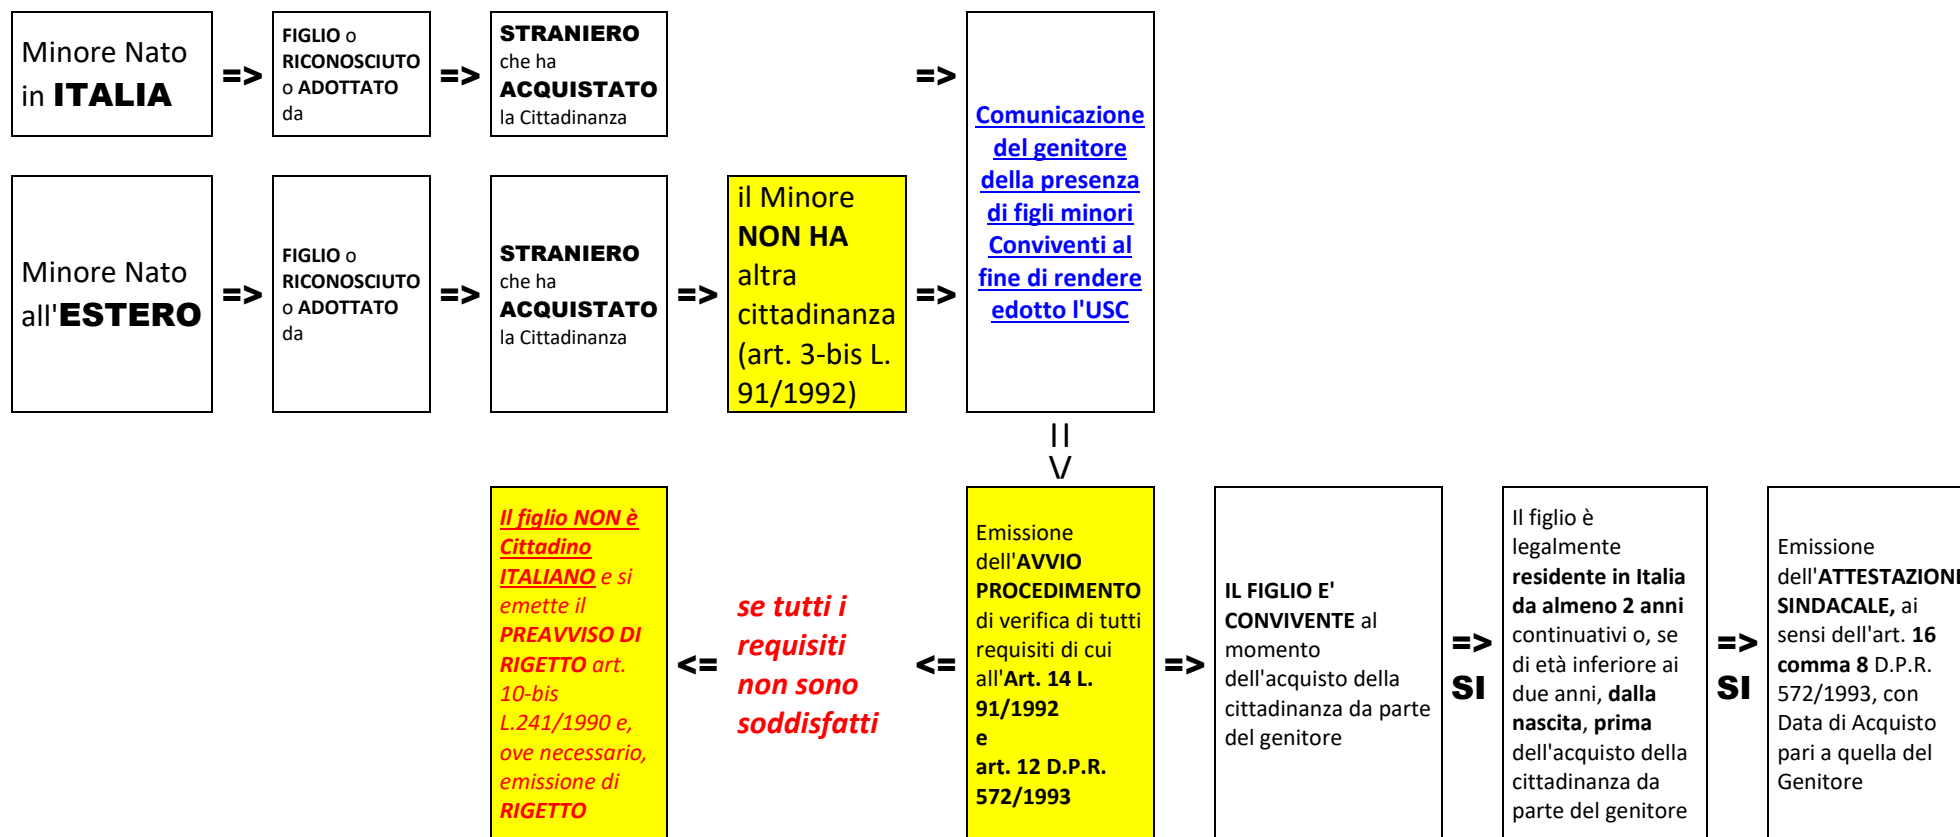 Minore Nato
in ITALIA
=>
FIGLIO o
RICONOSCIUTO
o ADOTTATO
da
=>
STRANIERO
che ha
ACQUISTATO
la Cittadinanza
=>
Comunicazione
del genitore
della presenza
di figli minori
Conviventi al
fine di rendere
edotto l'USC
Minore Nato
all'ESTERO
=>
FIGLIO o
RICONOSCIUTO
o ADOTTATO
da
=>
STRANIERO
che ha
ACQUISTATO
la Cittadinanza
=>
il Minore
NON HA
altra
cittadinanza
(art. 3-bis L.
91/1992)
=>
=>
Il figlio NON è
Cittadino
ITALIANO e si
emette il
PREAVVISO DI
RIGETTO art.
10-bis
L.241/1990 e,
ove necessario,
emissione di
RIGETTO
<=
se tutti i
requisiti
non sono
soddisfatti
<=
Emissione
dell'AVVIO
PROCEDIMENTO
di verifica di tutti
requisiti di cui
all'Art. 14 L.
91/1992
e
art. 12 D.P.R.
572/1993
=>
IL FIGLIO E'
CONVIVENTE al
momento
dell'acquisto della
cittadinanza da parte
del genitore
=>
SI
Il figlio è
legalmente
residente in Italia
da almeno 2 anni
continuativi o, se
di età inferiore ai
due anni, dalla
nascita, prima
dell'acquisto della
cittadinanza da
parte del genitore
=>
SI
Emissione
dell'ATTESTAZIONE
SINDACALE, ai
sensi dell'art. 16
comma 8 D.P.R.
572/1993, con
Data di Acquisto
pari a quella del
Genitore